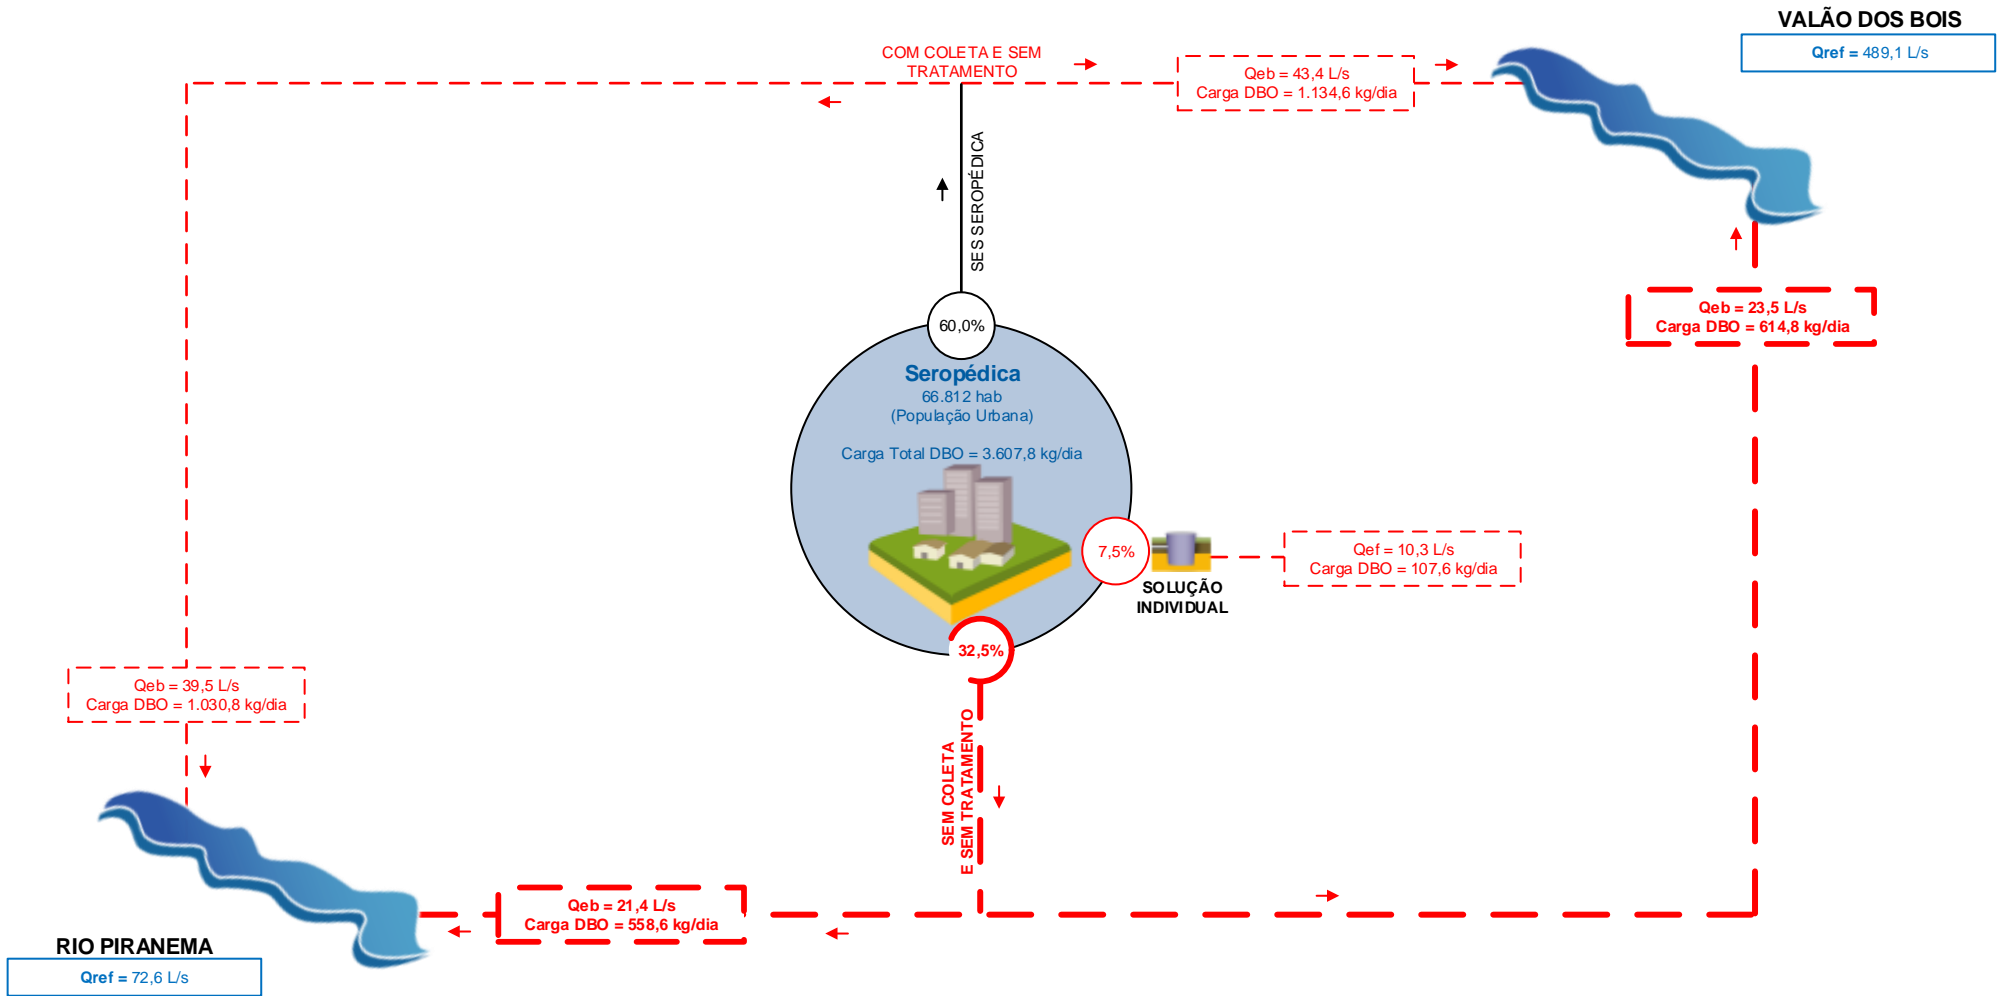 VALÃO DOS BOIS
Qref = 489,1 L/s
COM COLETA E SEM
TRATAMENTO
Qeb = 43,4 L/s
Carga DBO = 1.134,6 kg/dia
SES SEROPÉDICA
60,0%
Seropédica
66.812 hab
(População Urbana)
Carga Total DBO = 3.607,8 kg/dia
Qeb = 23,5 L/s
Carga DBO = 614,8 kg/dia
7,5%
SOLUÇÃO
INDIVIDUAL
Qef = 10,3 L/s
Carga DBO = 107,6 kg/dia
32,5%
Qeb = 39,5 L/s
Carga DBO = 1.030,8 kg/dia
SEM COLETA
E SEM TRATAMENTO
Qeb = 21,4 L/s
Carga DBO = 558,6 kg/dia
RIO PIRANEMA
Qref = 72,6 L/s